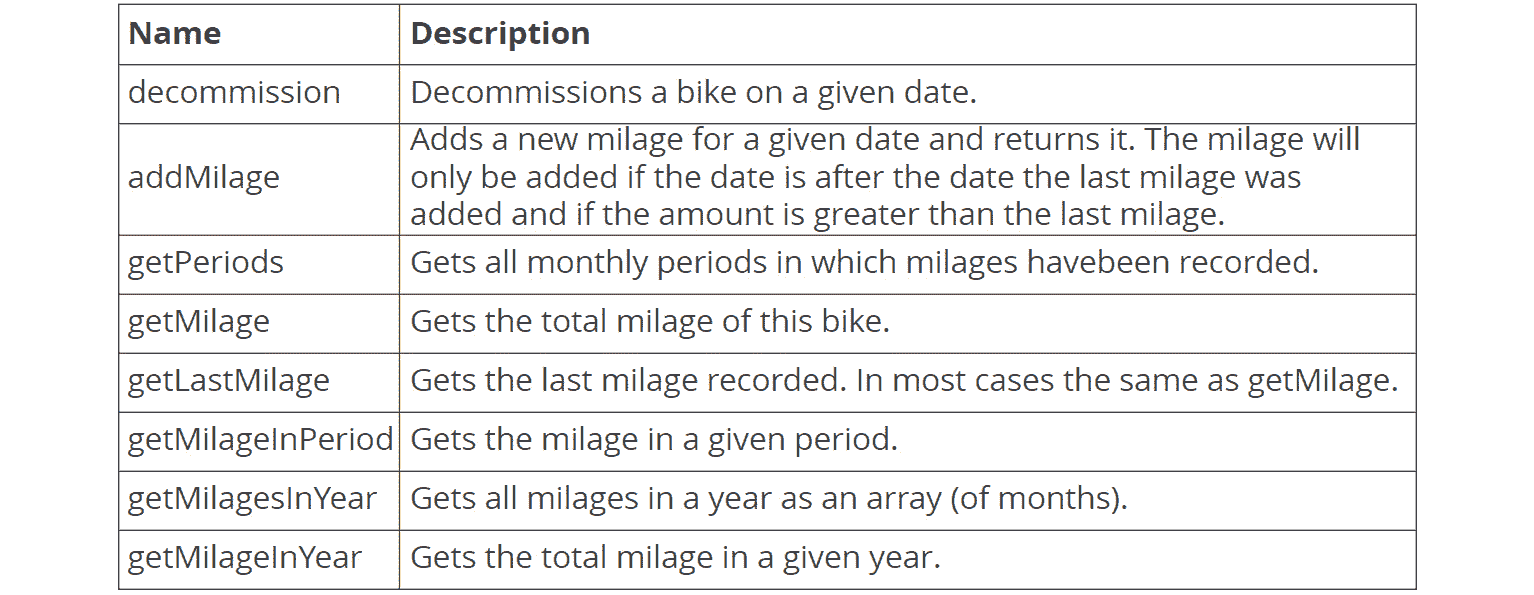 Name Description
decommission Decommissions a bike on a given date.
Adds a new milage for a given date and returns it. The milage will
addMilage only be added if the date is after the date the last milage was
added and if the amount is greater than the last milage.
getPeriods Gets all monthly periods in which milages havebeen recorded.
getMilage Gets the total milage of this bike.
getLastMilage Gets the last milage recorded. In most cases the same as getMilage.
getMilageInPeriod Gets the milage in a given period.
getMilagesInYear Gets all milages in a year as an array (of months).
getMilageInYear Gets the total milage in a given year.